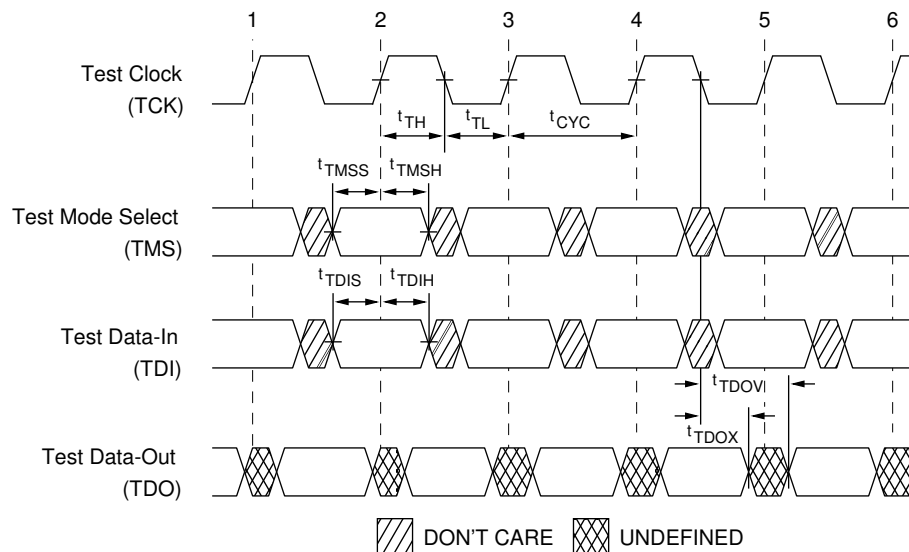 1 2 3 4 5 6
Test Clock
(TCK)
tTH tTL tCYC
tTMSS tTMSH
Test Mode Select
(TMS)
tTDIS tTDIH
Test Data-In
(TDI)
tTDOV
tTDOX
Test Data-Out
(TDO)
DON'T CARE UNDEFINED